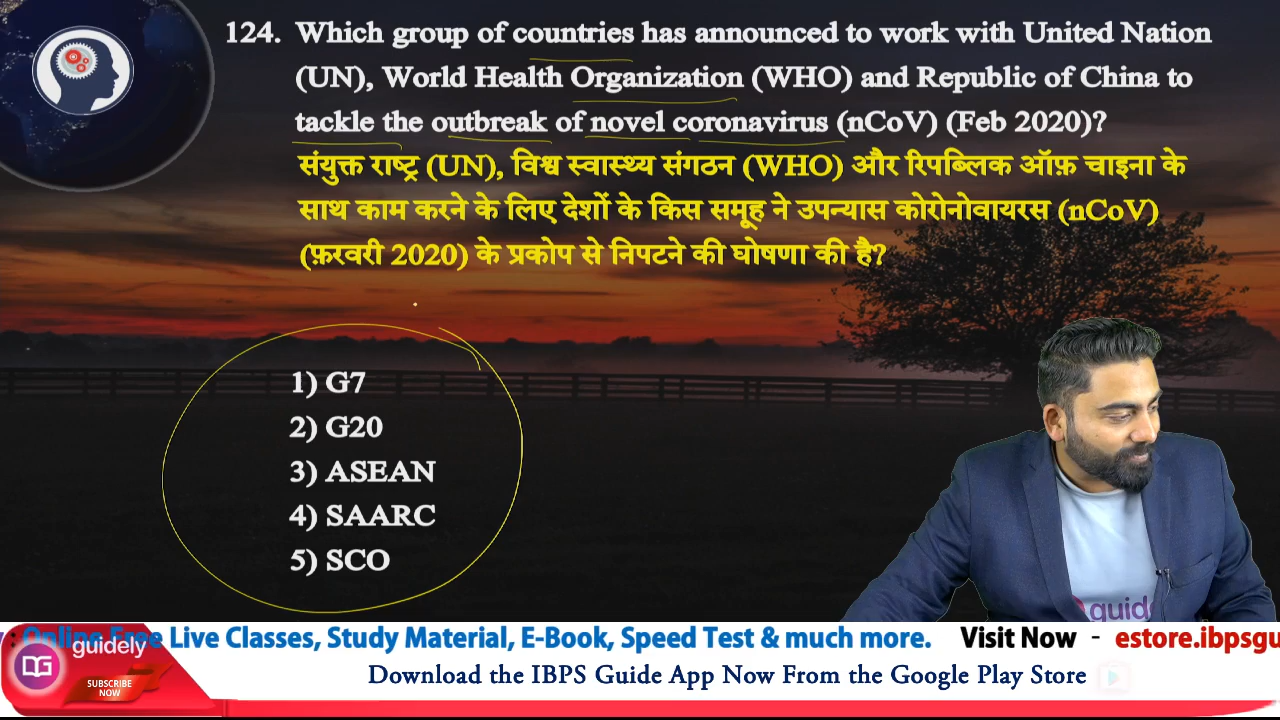 124. Which group of countries has announced to work with United Nation
(UN), World Health Organization (WHO) and Republic of China to
tackle the outbreak of novel coronavirus (nCoV) (Feb 2020)?
संयुक्त राष्ट्र (UN), विश्व स्वास्थ्य संगठन (WHO) और रिपब्लिक ऑफ़ चाइना के
साथ काम करने के लिए देशों के किस समूह ने उपन्यास कोरोनोवायरस (nCoV)
(फ़रवरी 2020) के प्रकोप से निपटने की घोषणा की है?
1) G7
2) G20
3) ASEAN
4) SAARC
5) SCO
guid
Online Free Live Classes, Study Material, E-Book, Speed Test & much more. Visit Now - estore.ibpsgu
guidely
SUBSCRIBE
NOW
Download the IBPS Guide App Now From the Google Play Store